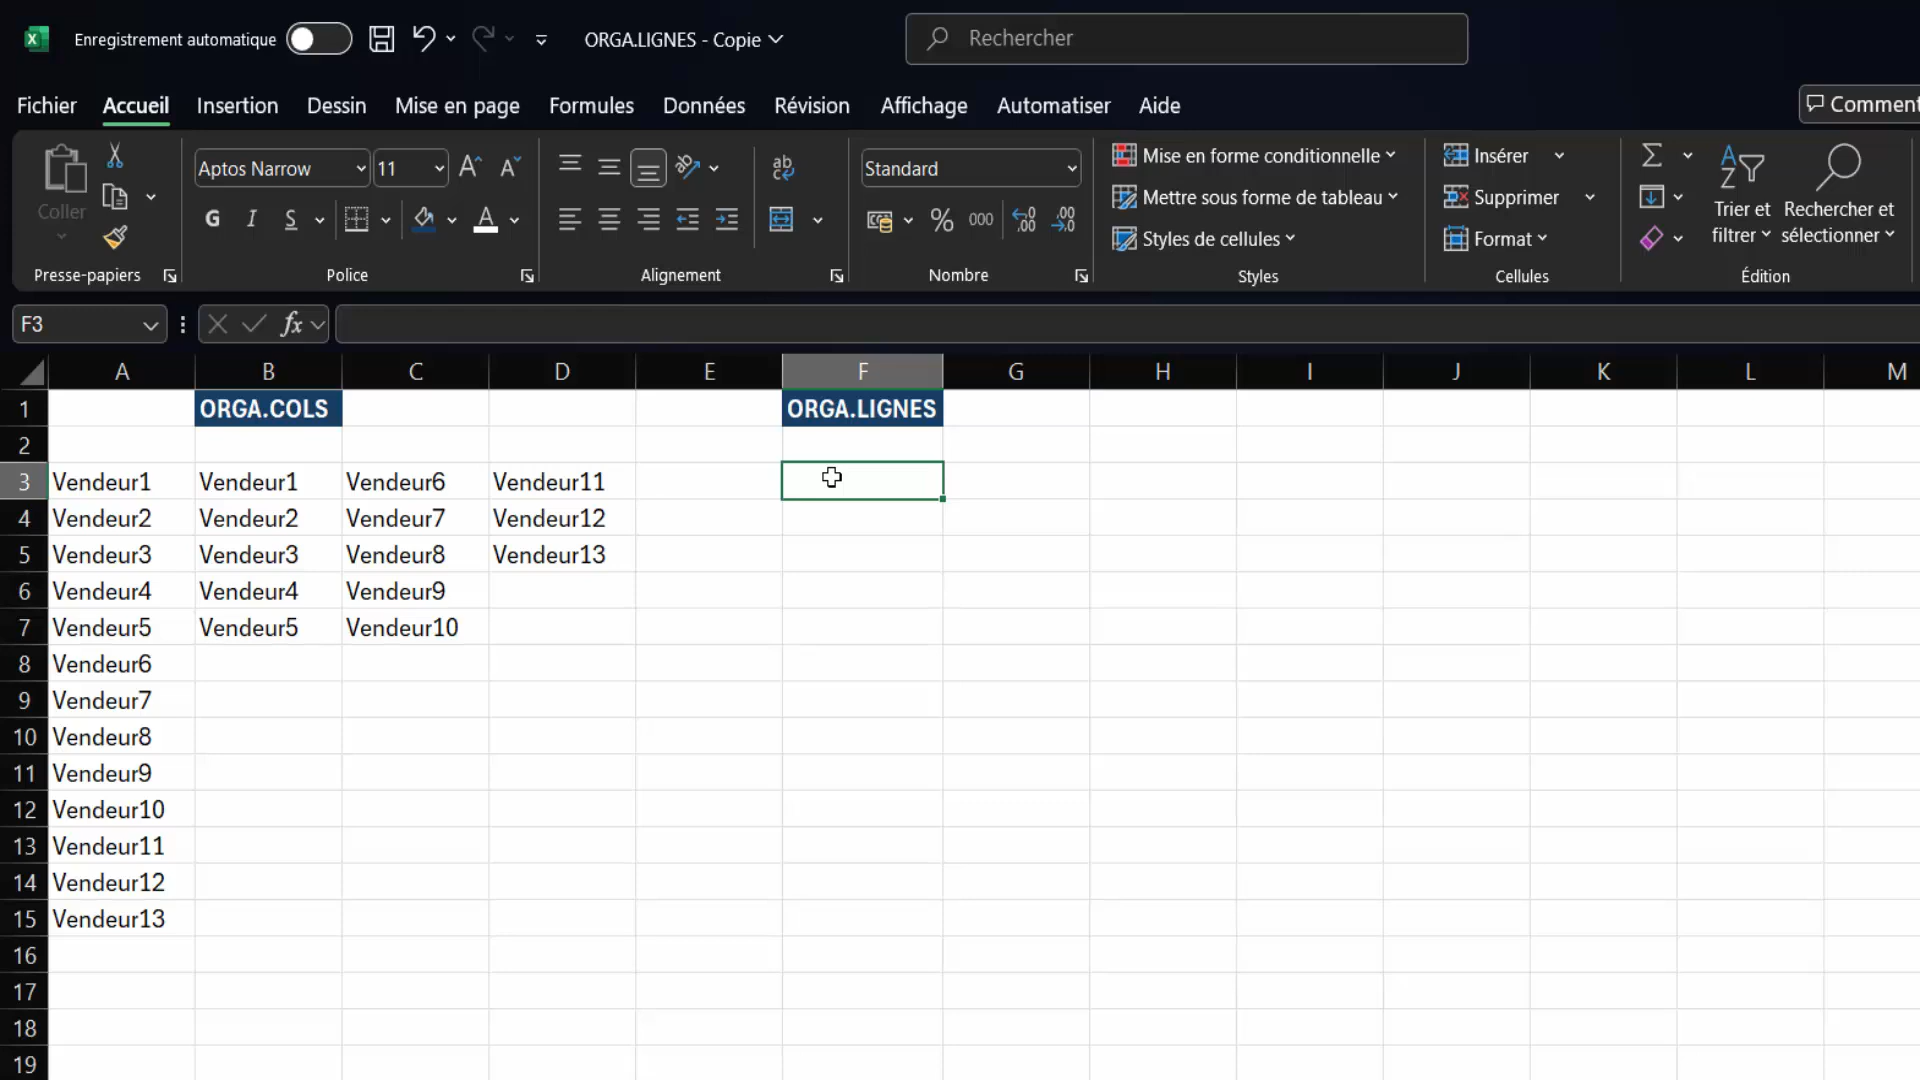 Enregistrement automatique ORGA.LIGNES - Copie Rechercher
Fichier Accueil Insertion Dessin Mise en page Formules Données Révision Affichage Automatiser Aide Comment
Coller Aptos Narrow 11 Standard Mise en forme conditionnelle Insérer
G I S ab % 000 Mettre sous forme de tableau Supprimer Trier et filtrer Rechercher et sélectionner
Styles de cellules Format
Presse-papiers Police Alignement Nombre Styles Cellules Édition
F3 fx
A B C D E F G H I J K L M
1 ORGA.COLS ORGA.LIGNES
2
3 Vendeur1 Vendeur1 Vendeur6 Vendeur11
4 Vendeur2 Vendeur2 Vendeur7 Vendeur12
5 Vendeur3 Vendeur3 Vendeur8 Vendeur13
6 Vendeur4 Vendeur4 Vendeur9
7 Vendeur5 Vendeur5 Vendeur10
8 Vendeur6
9 Vendeur7
10 Vendeur8
11 Vendeur9
12 Vendeur10
13 Vendeur11
14 Vendeur12
15 Vendeur13
16
17
18
19